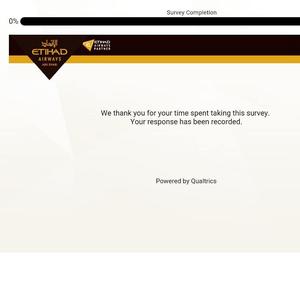 Survey Completion
0%
الإتحاد
ETIHAD
AIRWAYS
ABU DHABI
ETIHAD
AIRWAYS
PARTNER
We thank you for your time spent taking this survey.
Your response has been recorded.
Powered by Qualtrics